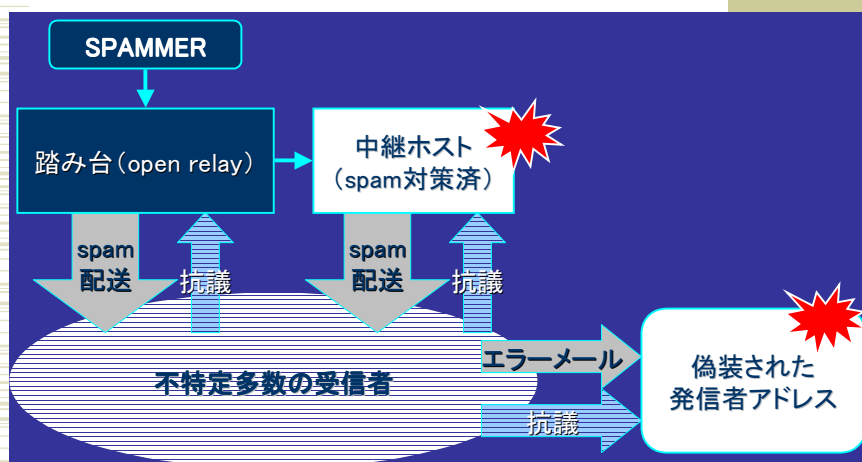 SPAMMER
踏み台（open relay）
中継ホスト
（spam対策済）
spam
配送
抗議
spam
配送
抗議
不特定多数の受信者
エラーメール
抗議
偽装された
発信者アドレス